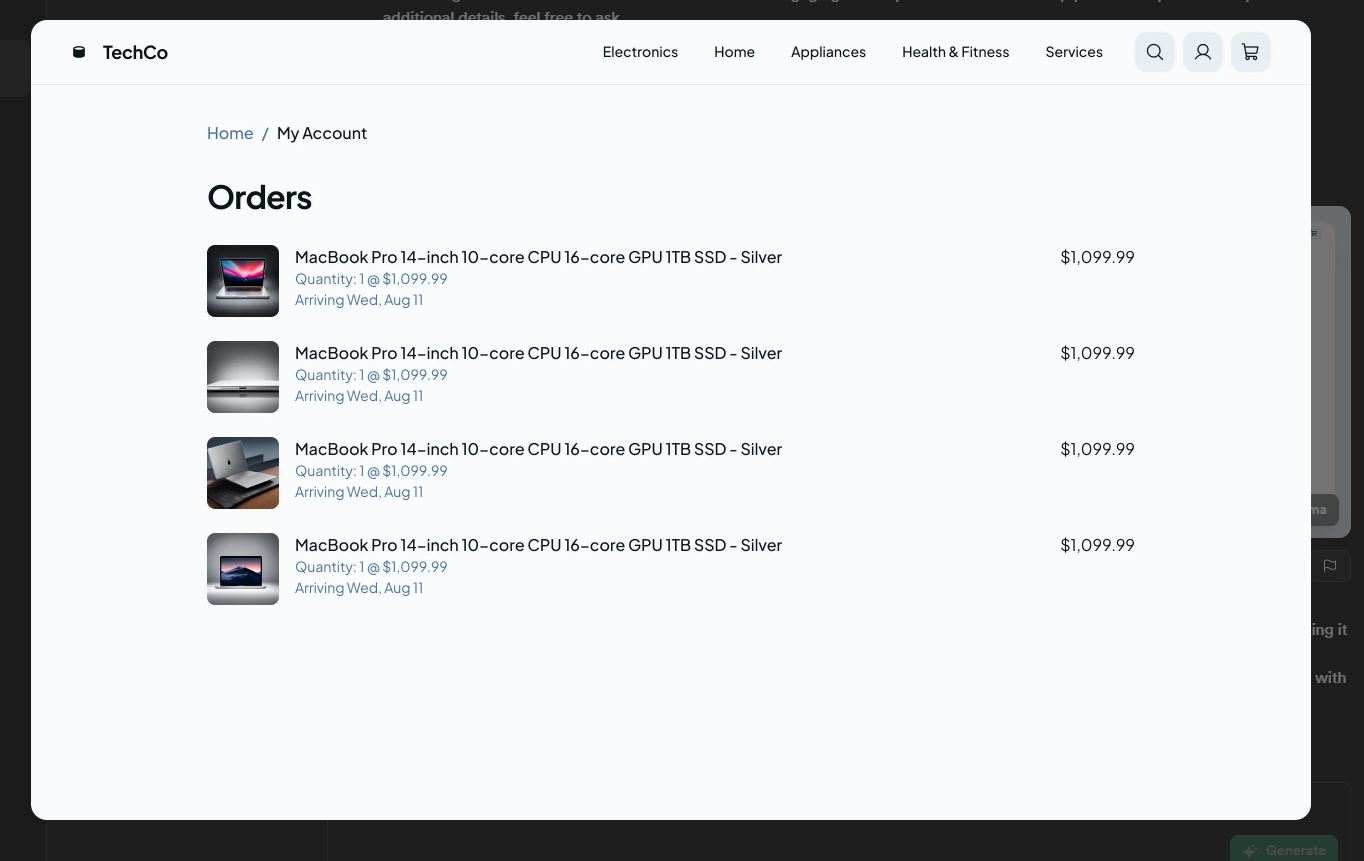 additional details, feel free to ask
TechCo
Electronics
Home
Appliances
Health & Fitness
Services
Home / My Account
Orders
MacBook Pro 14-inch 10-core CPU 16-core GPU 1TB SSD - Silver
$1,099.99
Quantity: 1 @ $1,099.99
Arriving Wed, Aug 11
MacBook Pro 14-inch 10-core CPU 16-core GPU 1TB SSD - Silver
$1,099.99
Quantity: 1 @ $1,099.99
Arriving Wed, Aug 11
MacBook Pro 14-inch 10-core CPU 16-core GPU 1TB SSD - Silver
$1,099.99
Quantity: 1 @ $1,099.99
Arriving Wed, Aug 11
MacBook Pro 14-inch 10-core CPU 16-core GPU 1TB SSD - Silver
$1,099.99
Quantity: 1 @ $1,099.99
Arriving Wed, Aug 11
ma
ing it
with
Generate